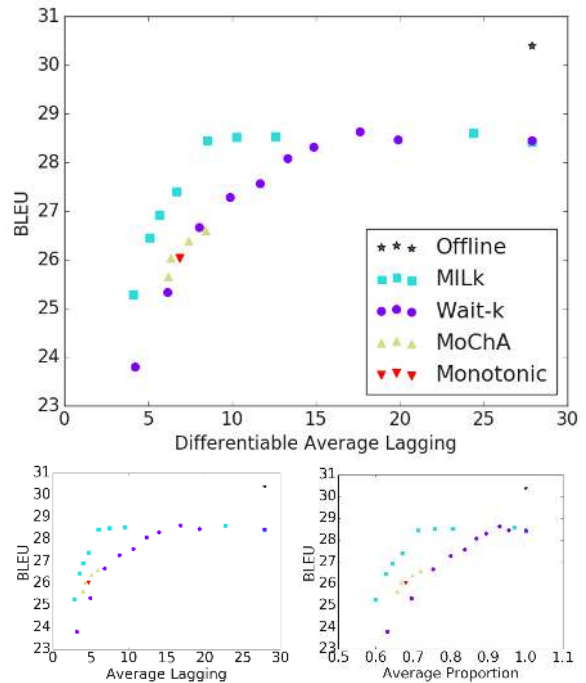 31
30
29
28
27
26
25
24
23
BLEU
0 5 10 15 20 25 30
Differentiable Average Lagging
Offline
MILk
Wait-k
MoChA
Monotonic
31
30
29
28
27
26
25
24
23
BLEU
0 5 10 15 20 25 30
Average Lagging
31
30
29
28
27
26
25
24
23
BLEU
0.5 0.6 0.7 0.8 0.9 1.0 1.1
Average Proportion